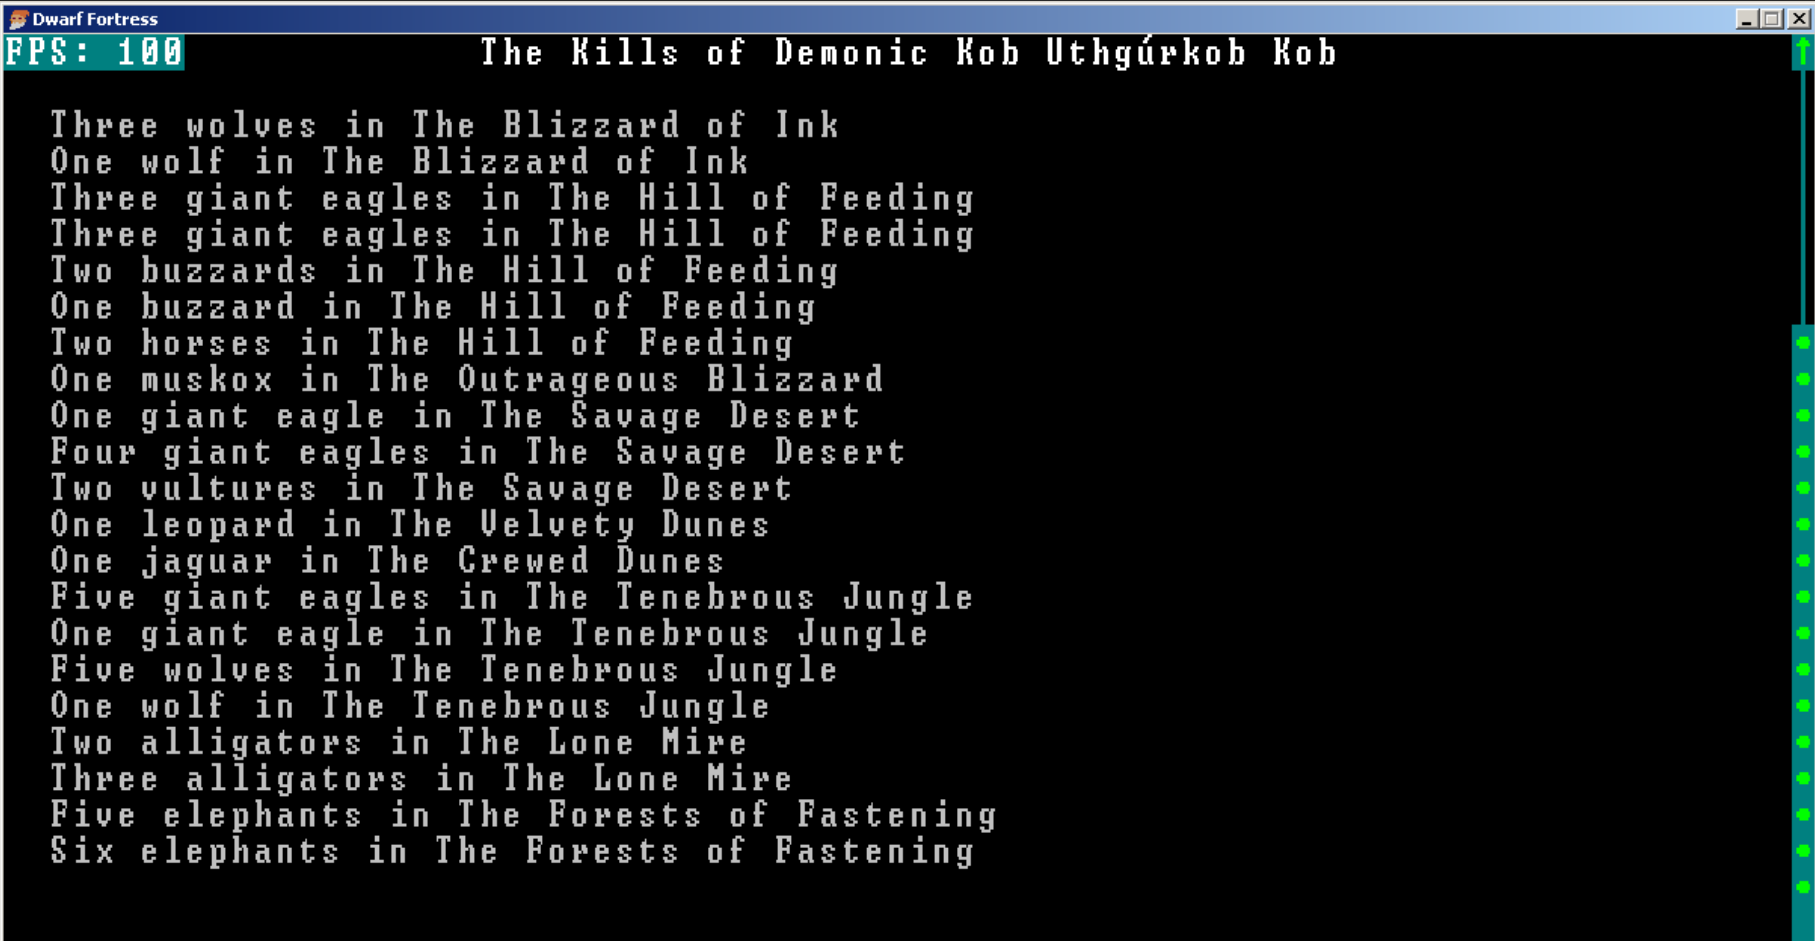 Dwarf Fortress
FPS: 100 The Kills of Demonic Kob Uthgúrkob Kob
Three wolves in The Blizzard of Ink
One wolf in The Blizzard of Ink
Three giant eagles in The Hill of Feeding
Three giant eagles in The Hill of Feeding
Two buzzards in The Hill of Feeding
One buzzard in The Hill of Feeding
Two horses in The Hill of Feeding
One muskox in The Outrageous Blizzard
One giant eagle in The Savage Desert
Four giant eagles in The Savage Desert
Two vultures in The Savage Desert
One leopard in The Velvety Dunes
One jaguar in The Crewed Dunes
Five giant eagles in The Tenebrous Jungle
One giant eagle in The Tenebrous Jungle
Five wolves in The Tenebrous Jungle
One wolf in The Tenebrous Jungle
Two alligators in The Lone Mire
Three alligators in The Lone Mire
Five elephants in The Forests of Fastening
Six elephants in The Forests of Fastening